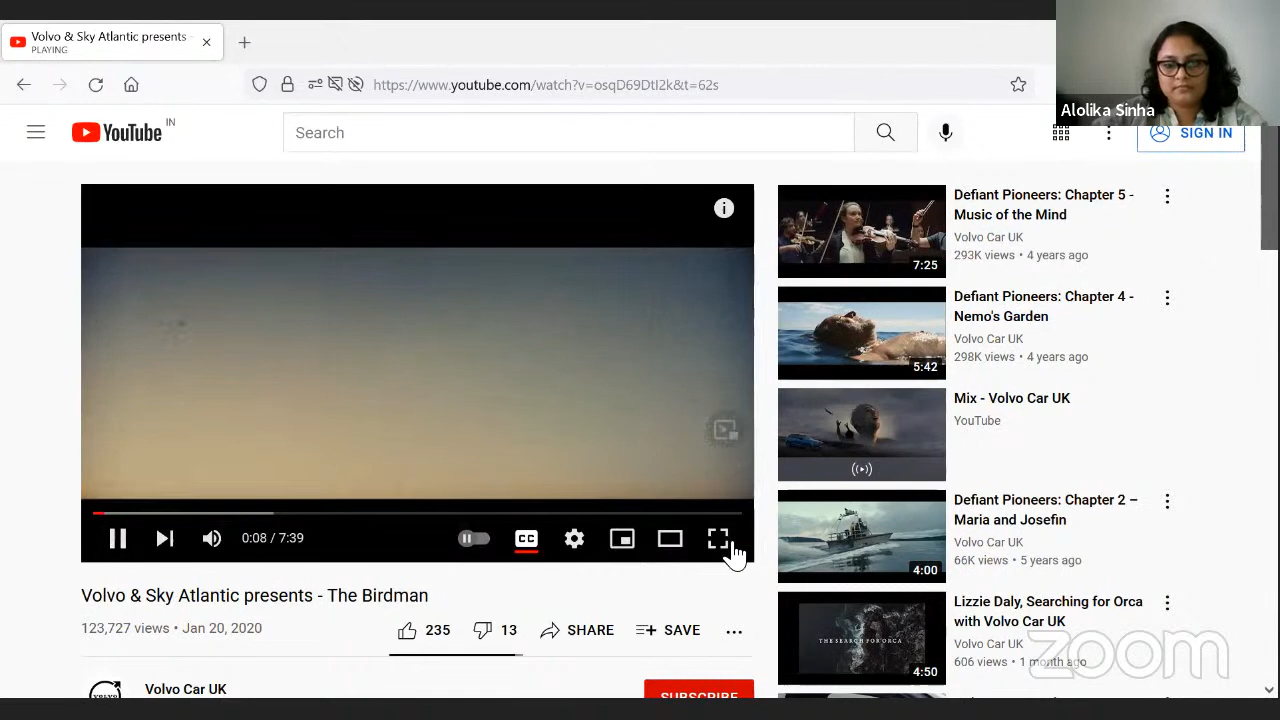 Volvo & Sky Atlantic presents -
PLAYING
https://www.youtube.com/watch?v=osqD69DtI2k&t=62s
Alolika Sinha
YouTube IN
Search
SIGN IN
Defiant Pioneers: Chapter 5 -
Music of the Mind
Volvo Car UK
293K views • 4 years ago
7:25
Defiant Pioneers: Chapter 4 -
Nemo's Garden
Volvo Car UK
298K views • 4 years ago
5:42
Mix - Volvo Car UK
YouTube
Defiant Pioneers: Chapter 2 –
Maria and Josefin
Volvo Car UK
66K views • 5 years ago
4:00
Lizzie Daly, Searching for Orca
with Volvo Car UK
Volvo Car UK
606 views • 1 month ago
THE SEARCH FOR ORCA
4:50
0:08 / 7:39
CC
Volvo & Sky Atlantic presents - The Birdman
123,727 views • Jan 20, 2020
235
13
SHARE
SAVE
Volvo Car UK
SUBSCRIBE
zoom